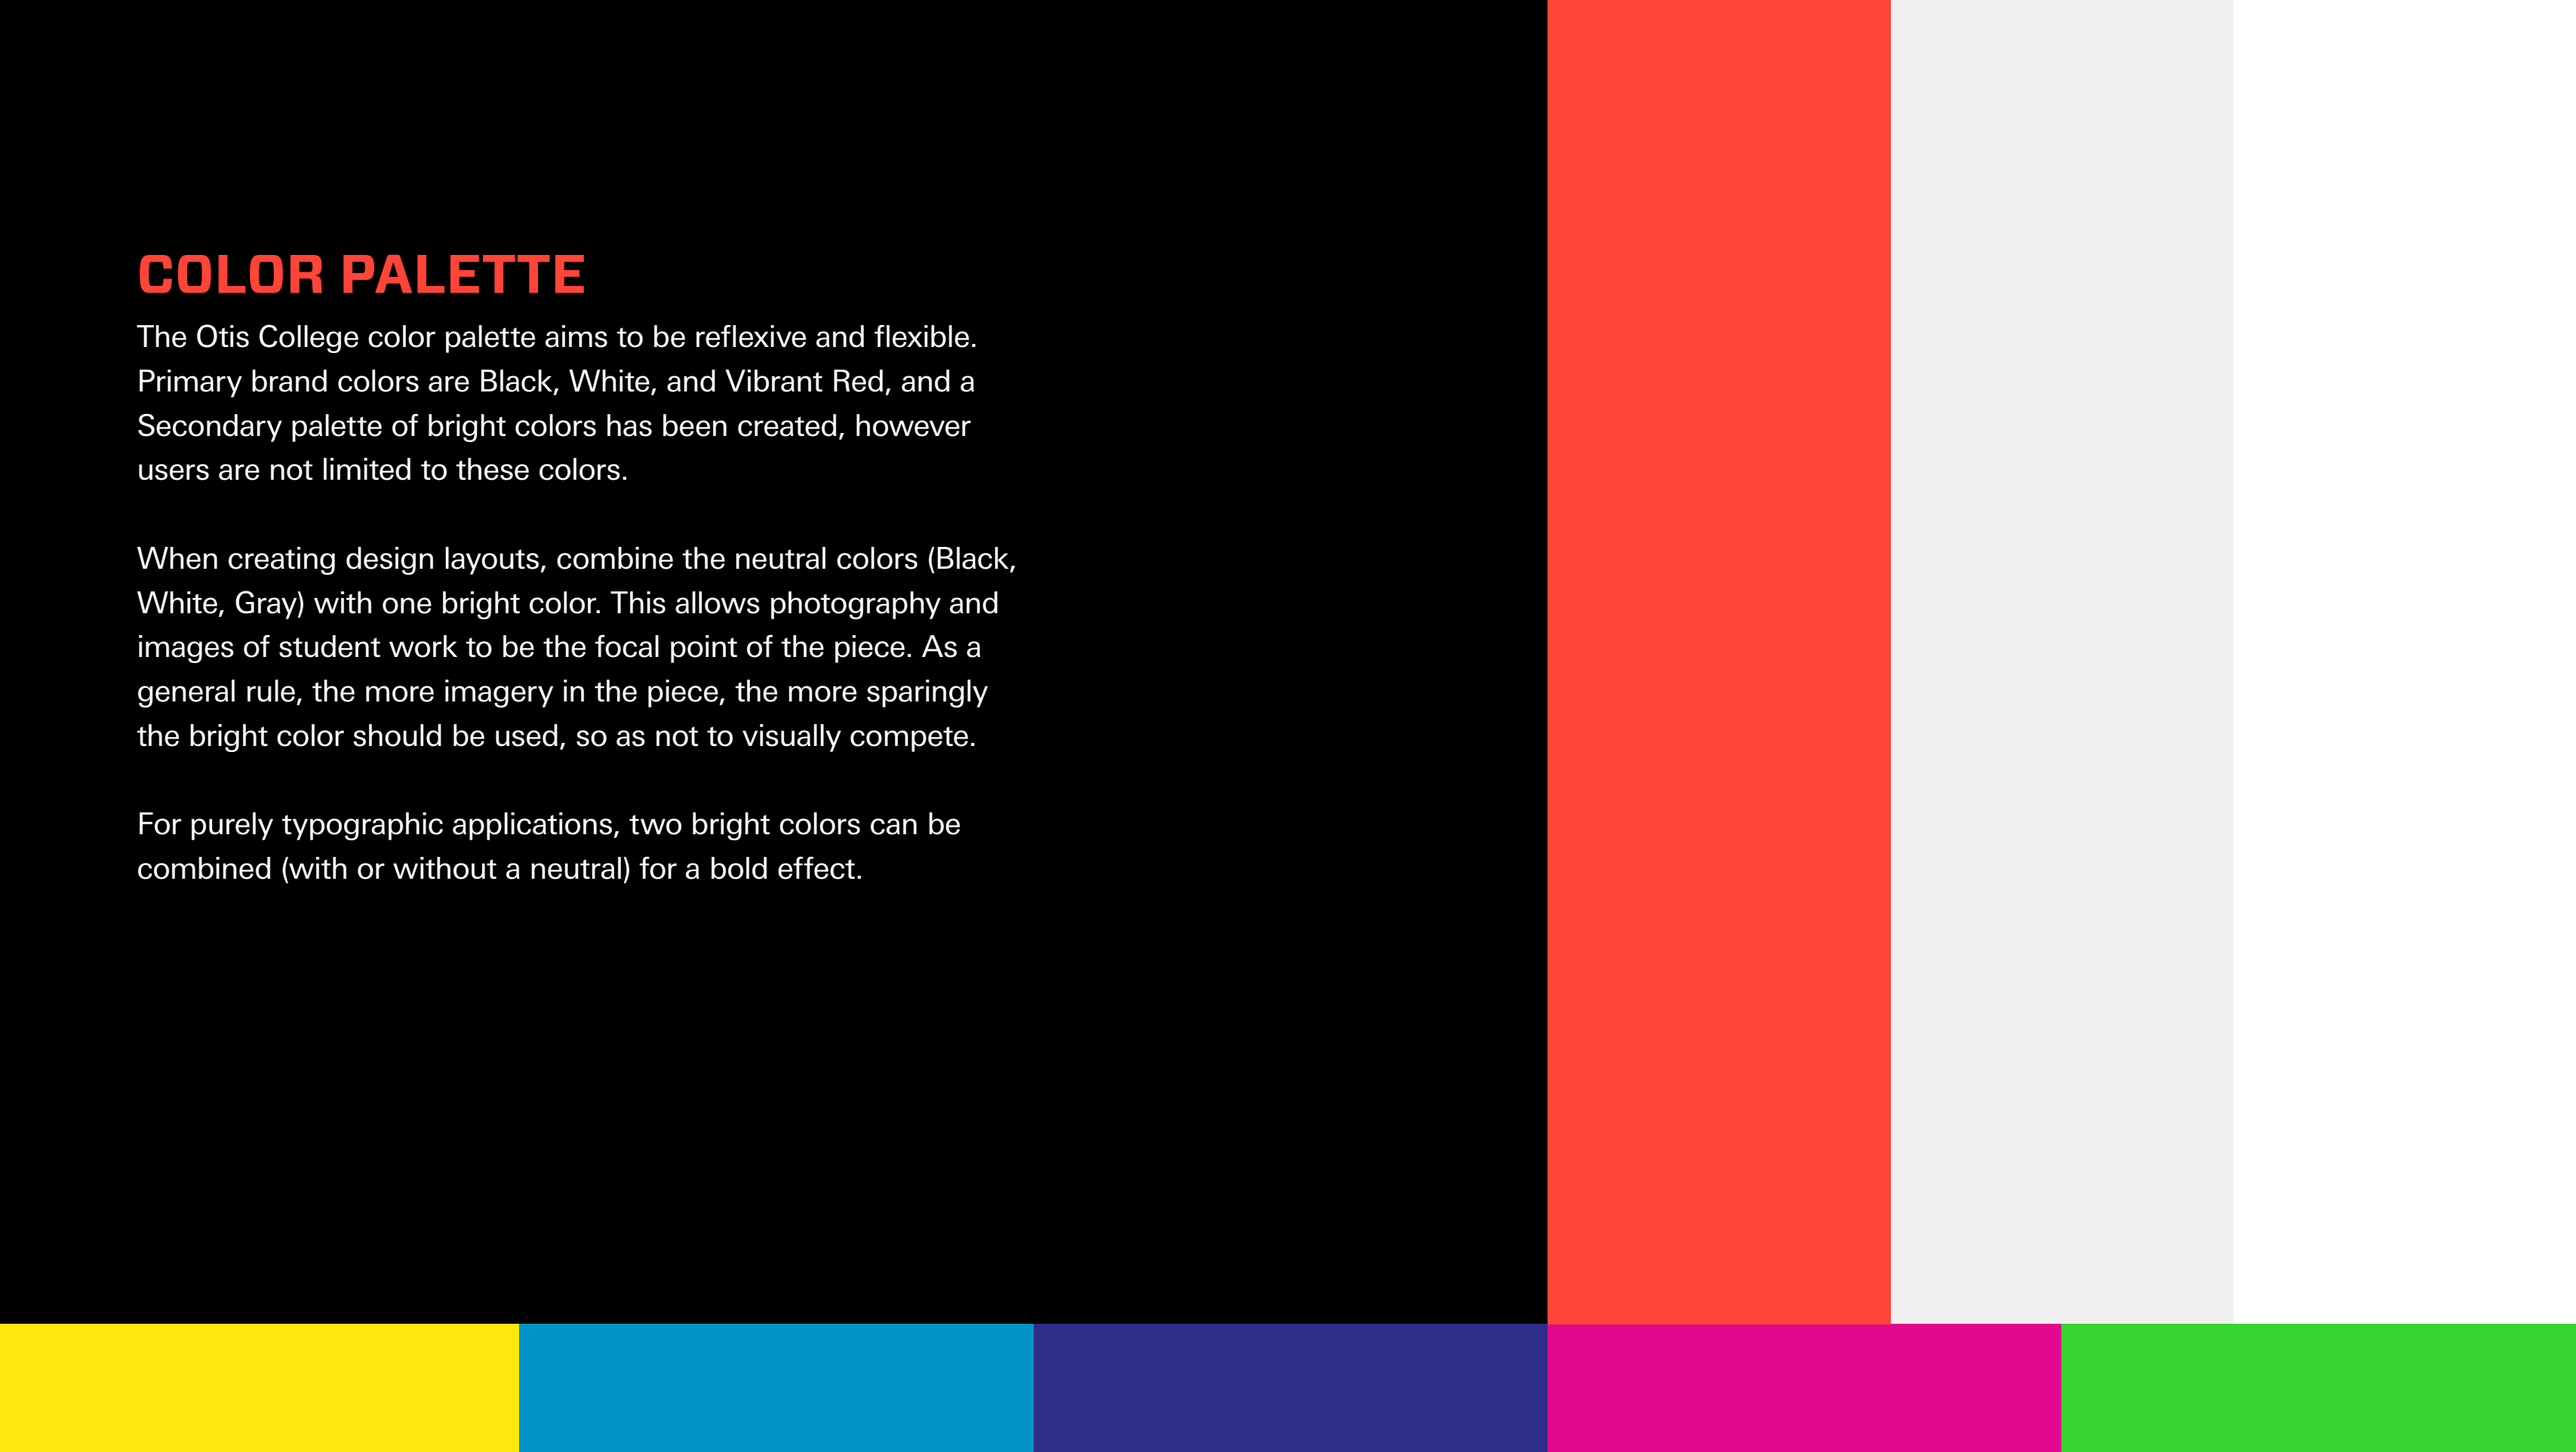 COLOR PALETTE
The Otis College color palette aims to be reflexive and flexible.
Primary brand colors are Black, White, and Vibrant Red, and a
Secondary palette of bright colors has been created, however
users are not limited to these colors.
When creating design layouts, combine the neutral colors (Black,
White, Gray) with one bright color. This allows photography and
images of student work to be the focal point of the piece. As a
general rule, the more imagery in the piece, the more sparingly
the bright color should be used, so as not to visually compete.
For purely typographic applications, two bright colors can be
combined (with or without a neutral) for a bold effect.